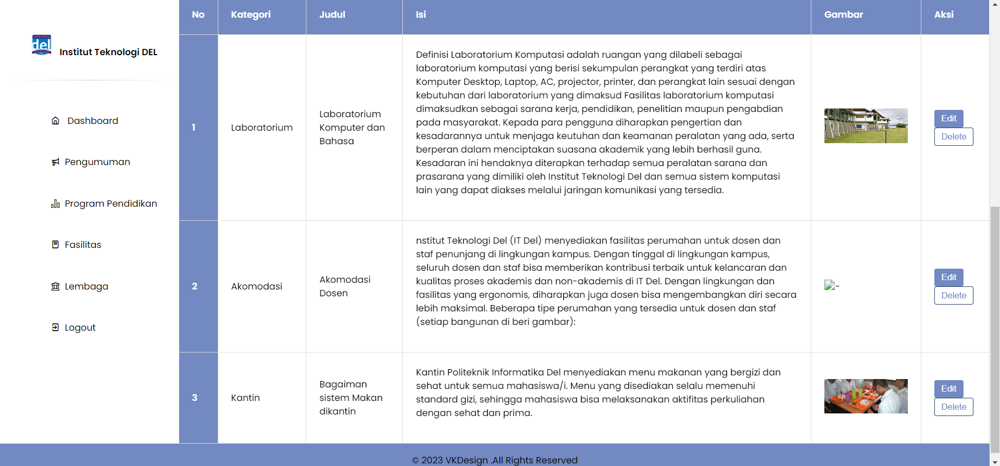 No Kategori Judul Isi Gambar Aksi
del
Institut Teknologi DEL
Dashboard
Pengumuman
Program Pendidikan
Fasilitas
Lembaga
Logout
1
Laboratorium
Laboratorium
Komputer dan
Bahasa
Definisi Laboratorium Komputasi adalah ruangan yang dilabeli sebagai
laboratorium komputasi yang berisi sekumpulan perangkat yang terdiri atas
Komputer Desktop, Laptop, AC, projector, printer, dan perangkat lain sesuai dengan
kebutuhan dari laboratorium yang dimaksud Fasilitas laboratorium komputasi
dimaksudkan sebagai sarana kerja, pendidikan, penelitian maupun pengabdian
pada masyarakat. Kepada para pengguna diharapkan pengertian dan
kesadarannya untuk menjaga keutuhan dan keamanan peralatan yang ada, serta
berperan dalam menciptakan suasana akademik yang lebih berhasil guna.
Kesadaran ini hendaknya diterapkan terhadap semua peralatan sarana dan
prasarana yang dimiliki oleh Institut Teknologi Del dan semua sistem komputasi
lain yang dapat diakses melalui jaringan komunikasi yang tersedia.
Edit
Delete
2
Akomodasi
Akomodasi
Dosen
nstitut Teknologi Del (IT Del) menyediakan fasilitas perumahan untuk dosen dan
staf penunjang di lingkungan kampus. Dengan tinggal di lingkungan kampus,
seluruh dosen dan staf bisa memberikan kontribusi terbaik untuk kelancaran dan
kualitas proses akademis dan non-akademis di IT Del. Dengan lingkungan dan
fasilitas yang ergonomis, diharapkan juga dosen bisa mengembangkan diri secara
lebih maksimal. Beberapa tipe perumahan yang tersedia untuk dosen dan staf
(setiap bangunan di beri gambar):
-
Edit
Delete
3
Kantin
Bagaiman
sistem Makan
dikantin
Kantin Politeknik Informatika Del menyediakan menu makanan yang bergizi dan
sehat untuk semua mahasiswa/i. Menu yang disediakan selalu memenuhi
standard gizi, sehingga mahasiswa bisa melaksanakan aktifitas perkuliahan
dengan sehat dan prima.
Edit
Delete
© 2023 VKDesign .All Rights Reserved